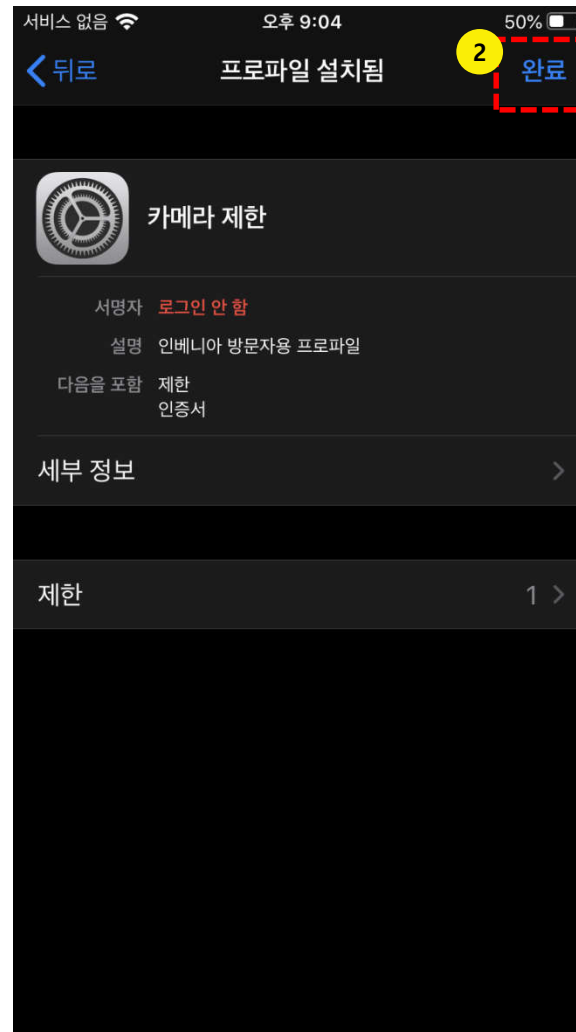 서비스 없음 오후 9:04 50%
뒤로 프로파일 설치됨 2 완료
카메라 제한
서명자 로그인 안 함
설명 인베니아 방문자용 프로파일
다음을 포함 제한
인증서
세부 정보
제한 1